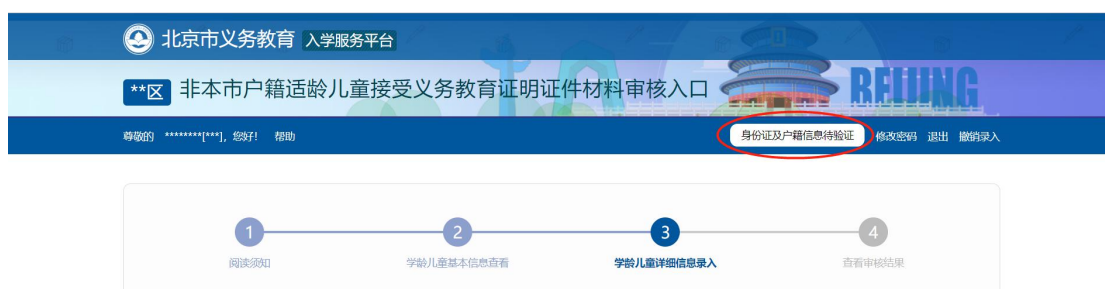 北京市义务教育 入学服务平台
**区 非本市户籍适龄儿童接受义务教育证明证件材料审核入口
BEIJING
尊敬的 ********[***]，您好！ 帮助 身份证及户籍信息待验证 修改密码 退出 撤销录入
1 2 3 4
阅读须知 学龄儿童基本信息查看 学龄儿童详细信息录入 查看审核结果